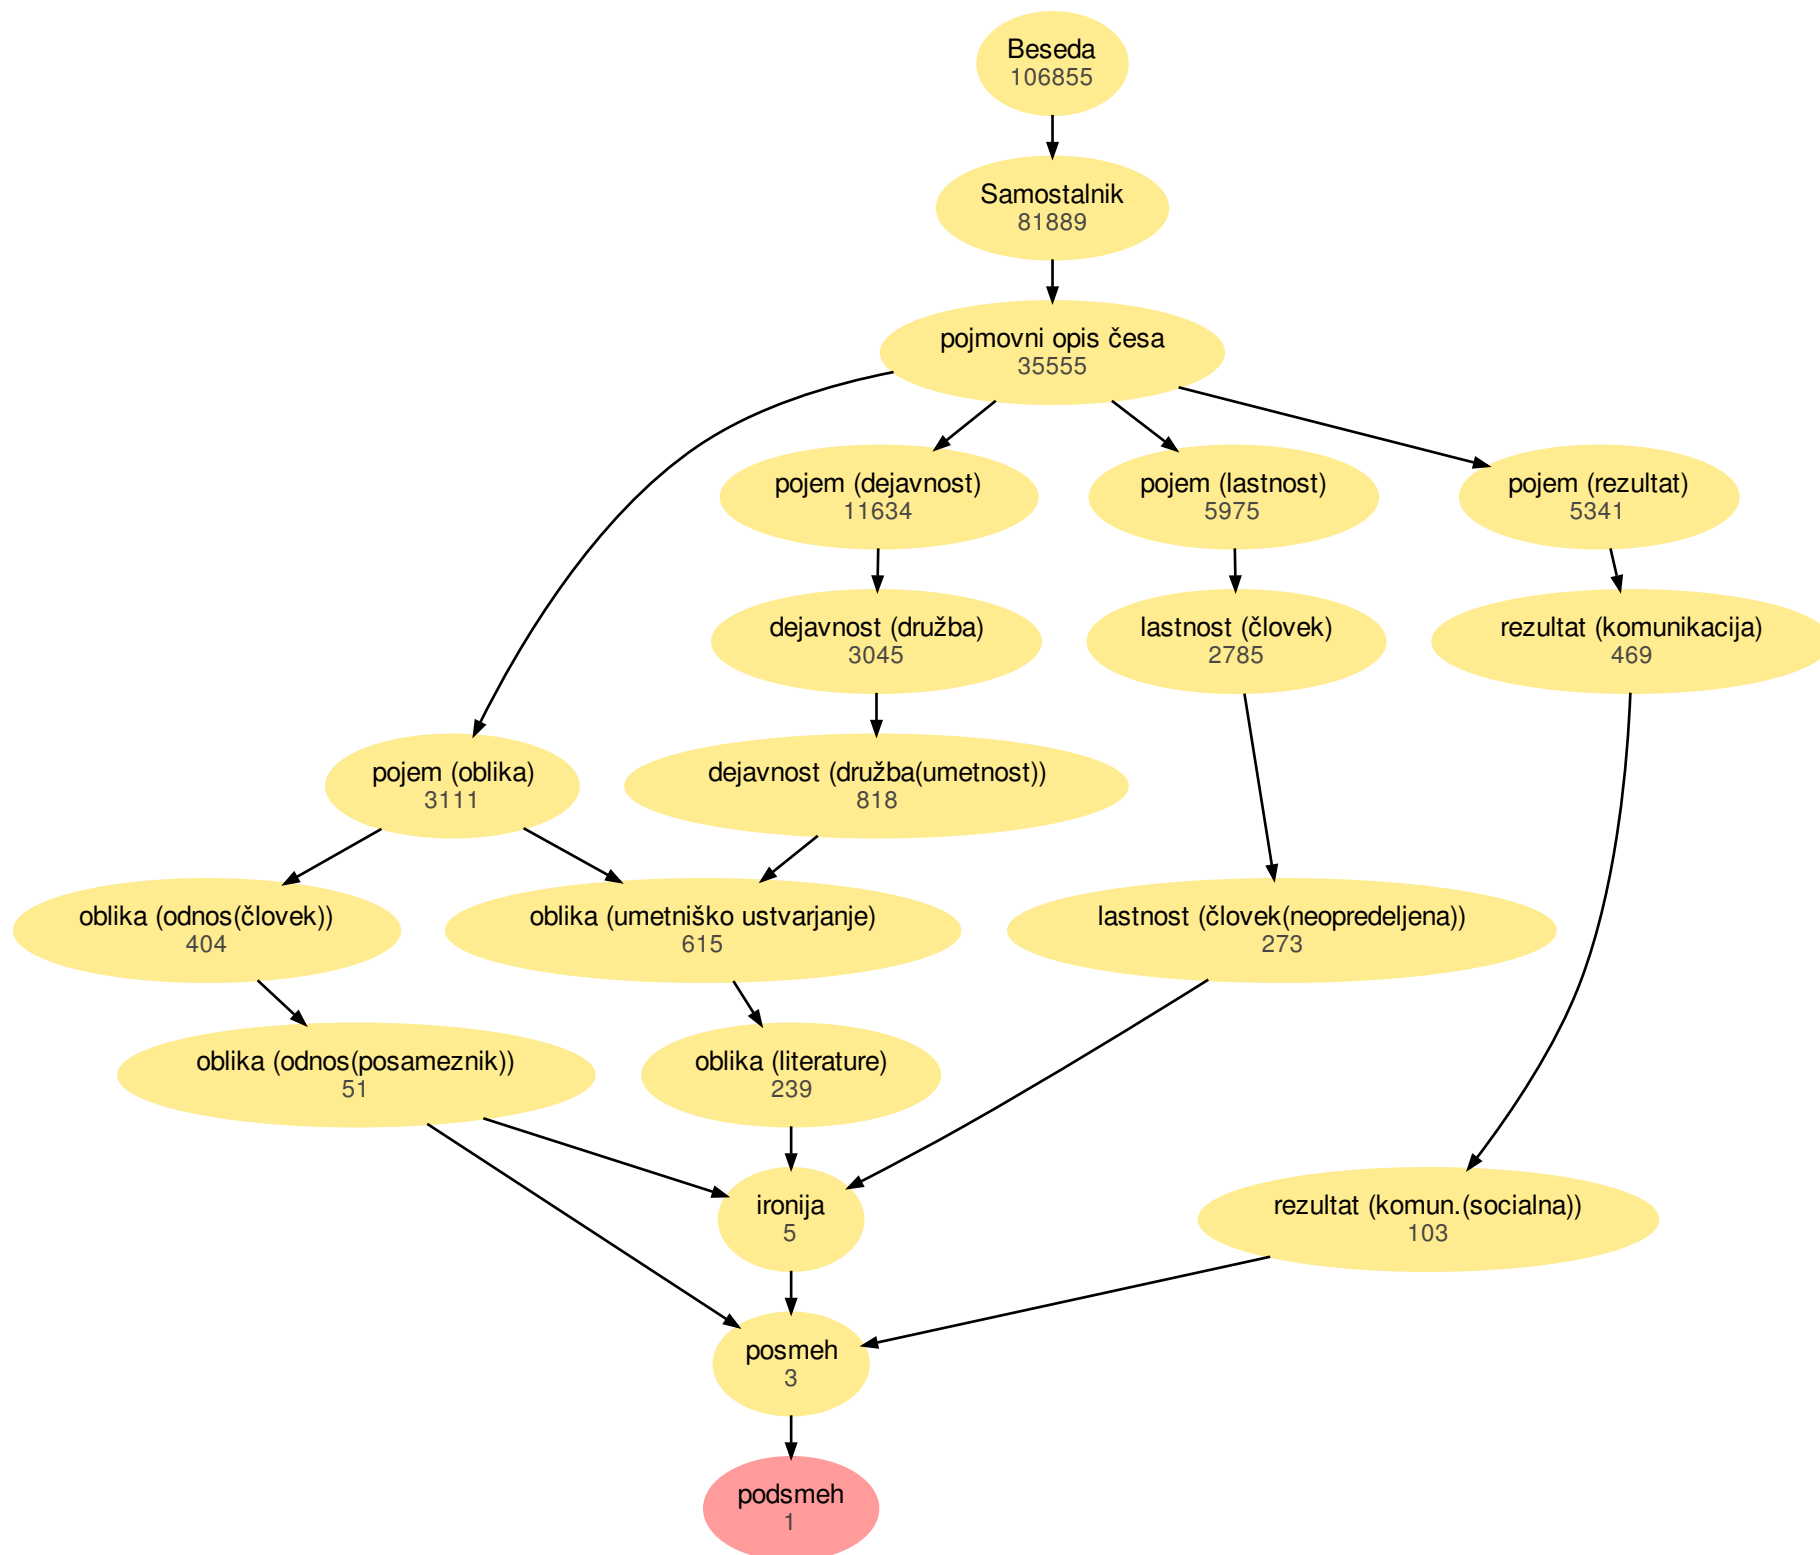 Beseda
106855
Samostalnik
81889
pojmovni opis česa
35555
pojem (dejavnost)
11634
pojem (lastnost)
5975
pojem (rezultat)
5341
dejavnost (družba)
3045
lastnost (človek)
2785
rezultat (komunikacija)
469
pojem (oblika)
3111
dejavnost (družba(umetnost))
818
oblika (odnos(človek))
404
oblika (umetniško ustvarjanje)
615
lastnost (človek(neopredeljena))
273
oblika (odnos(posameznik))
51
oblika (literature)
239
ironija
5
rezultat (komun.(socialna))
103
posmeh
3
podsmeh
1